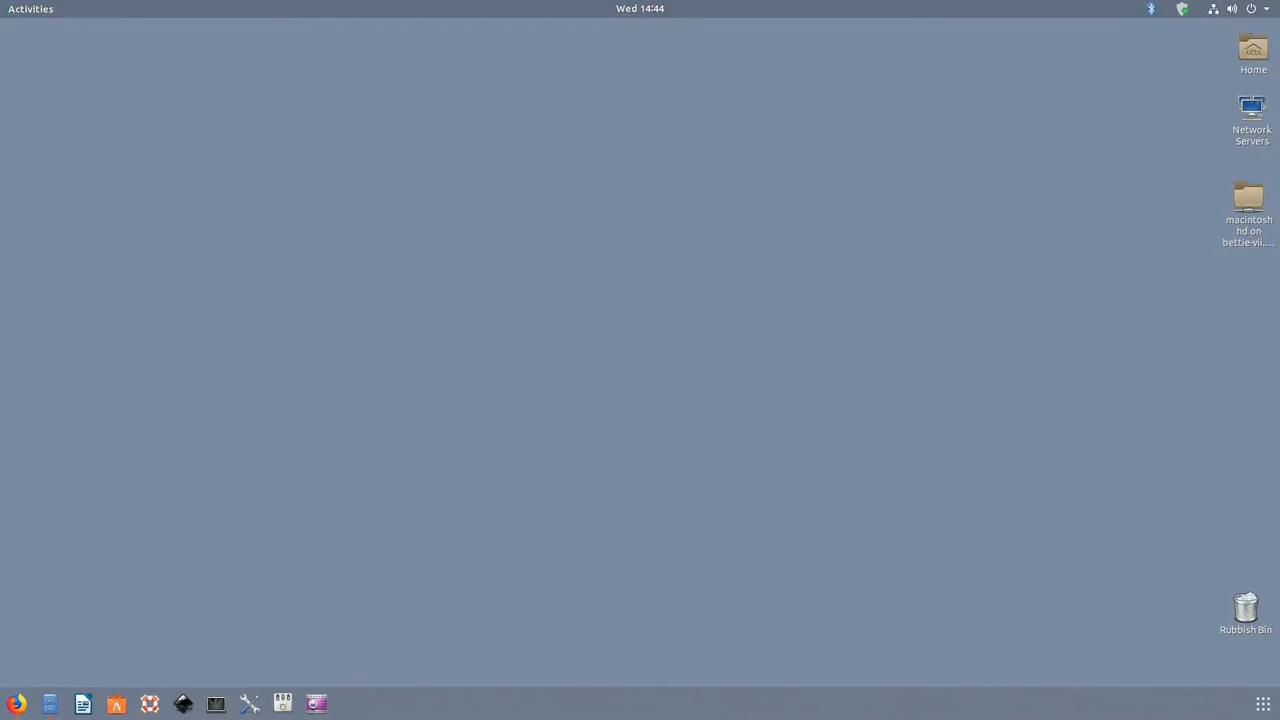 Activities
Wed 14:44
Home
Network
Servers
macintosh
hd on
bettie-vii....
Rubbish Bin